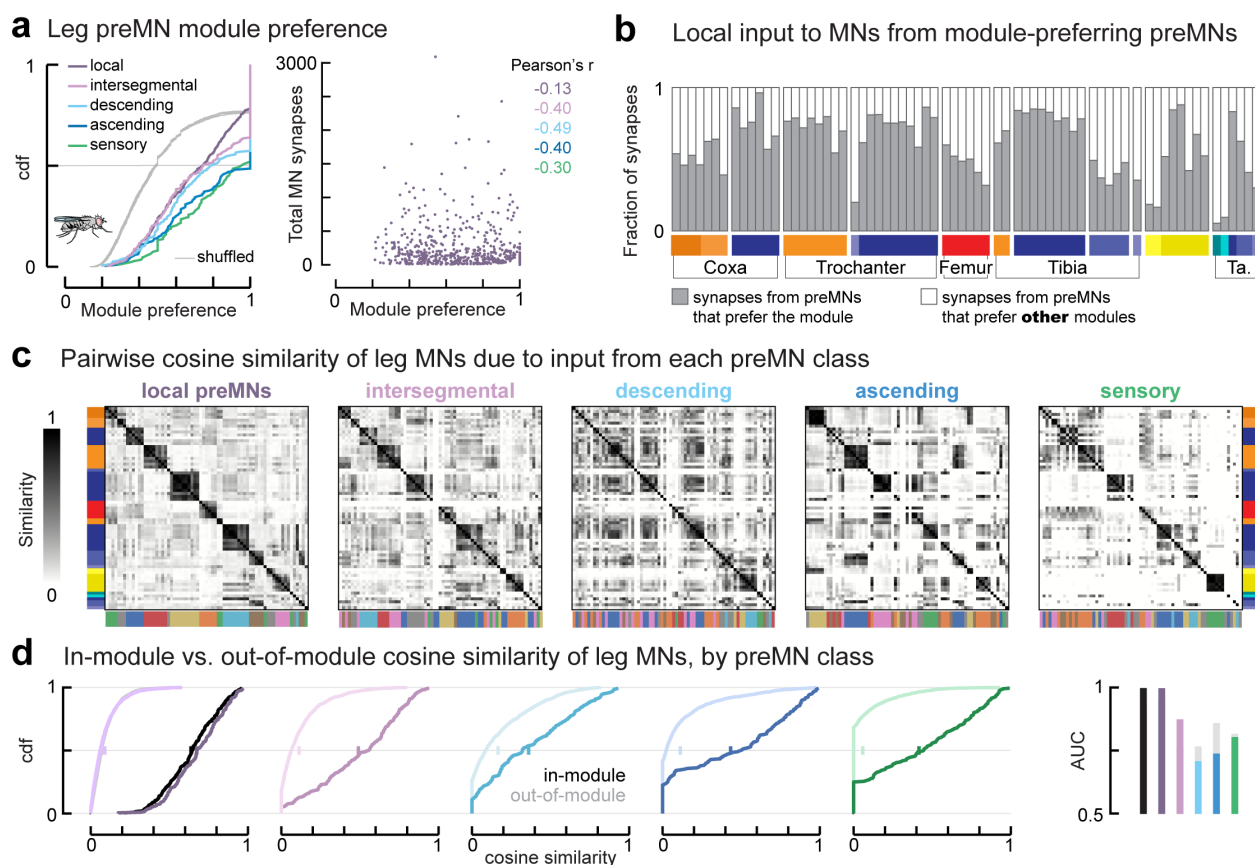 a Leg preMN module preference
1
cdf
0
local
intersegmental
descending
ascending
sensory
shuffled
0 1
Module preference
3000
Total MN synapses
0
0 1
Module preference
Pearson's r
-0.13
-0.40
-0.49
-0.40
-0.30
b Local input to MNs from module-preferring preMNs
1
Fraction of synapses
0
Coxa Trochanter Femur Tibia Ta.
synapses from preMNs
that prefer the module
synapses from preMNs
that prefer other modules
c Pairwise cosine similarity of leg MNs due to input from each preMN class
local preMNs intersegmental descending ascending sensory
1
Similarity
0
d In-module vs. out-of-module cosine similarity of leg MNs, by preMN class
1
cdf
0
in-module
out-of-module
0 1 0 1 0 1 0 1 0 1
cosine similarity
1
AUC
0.5